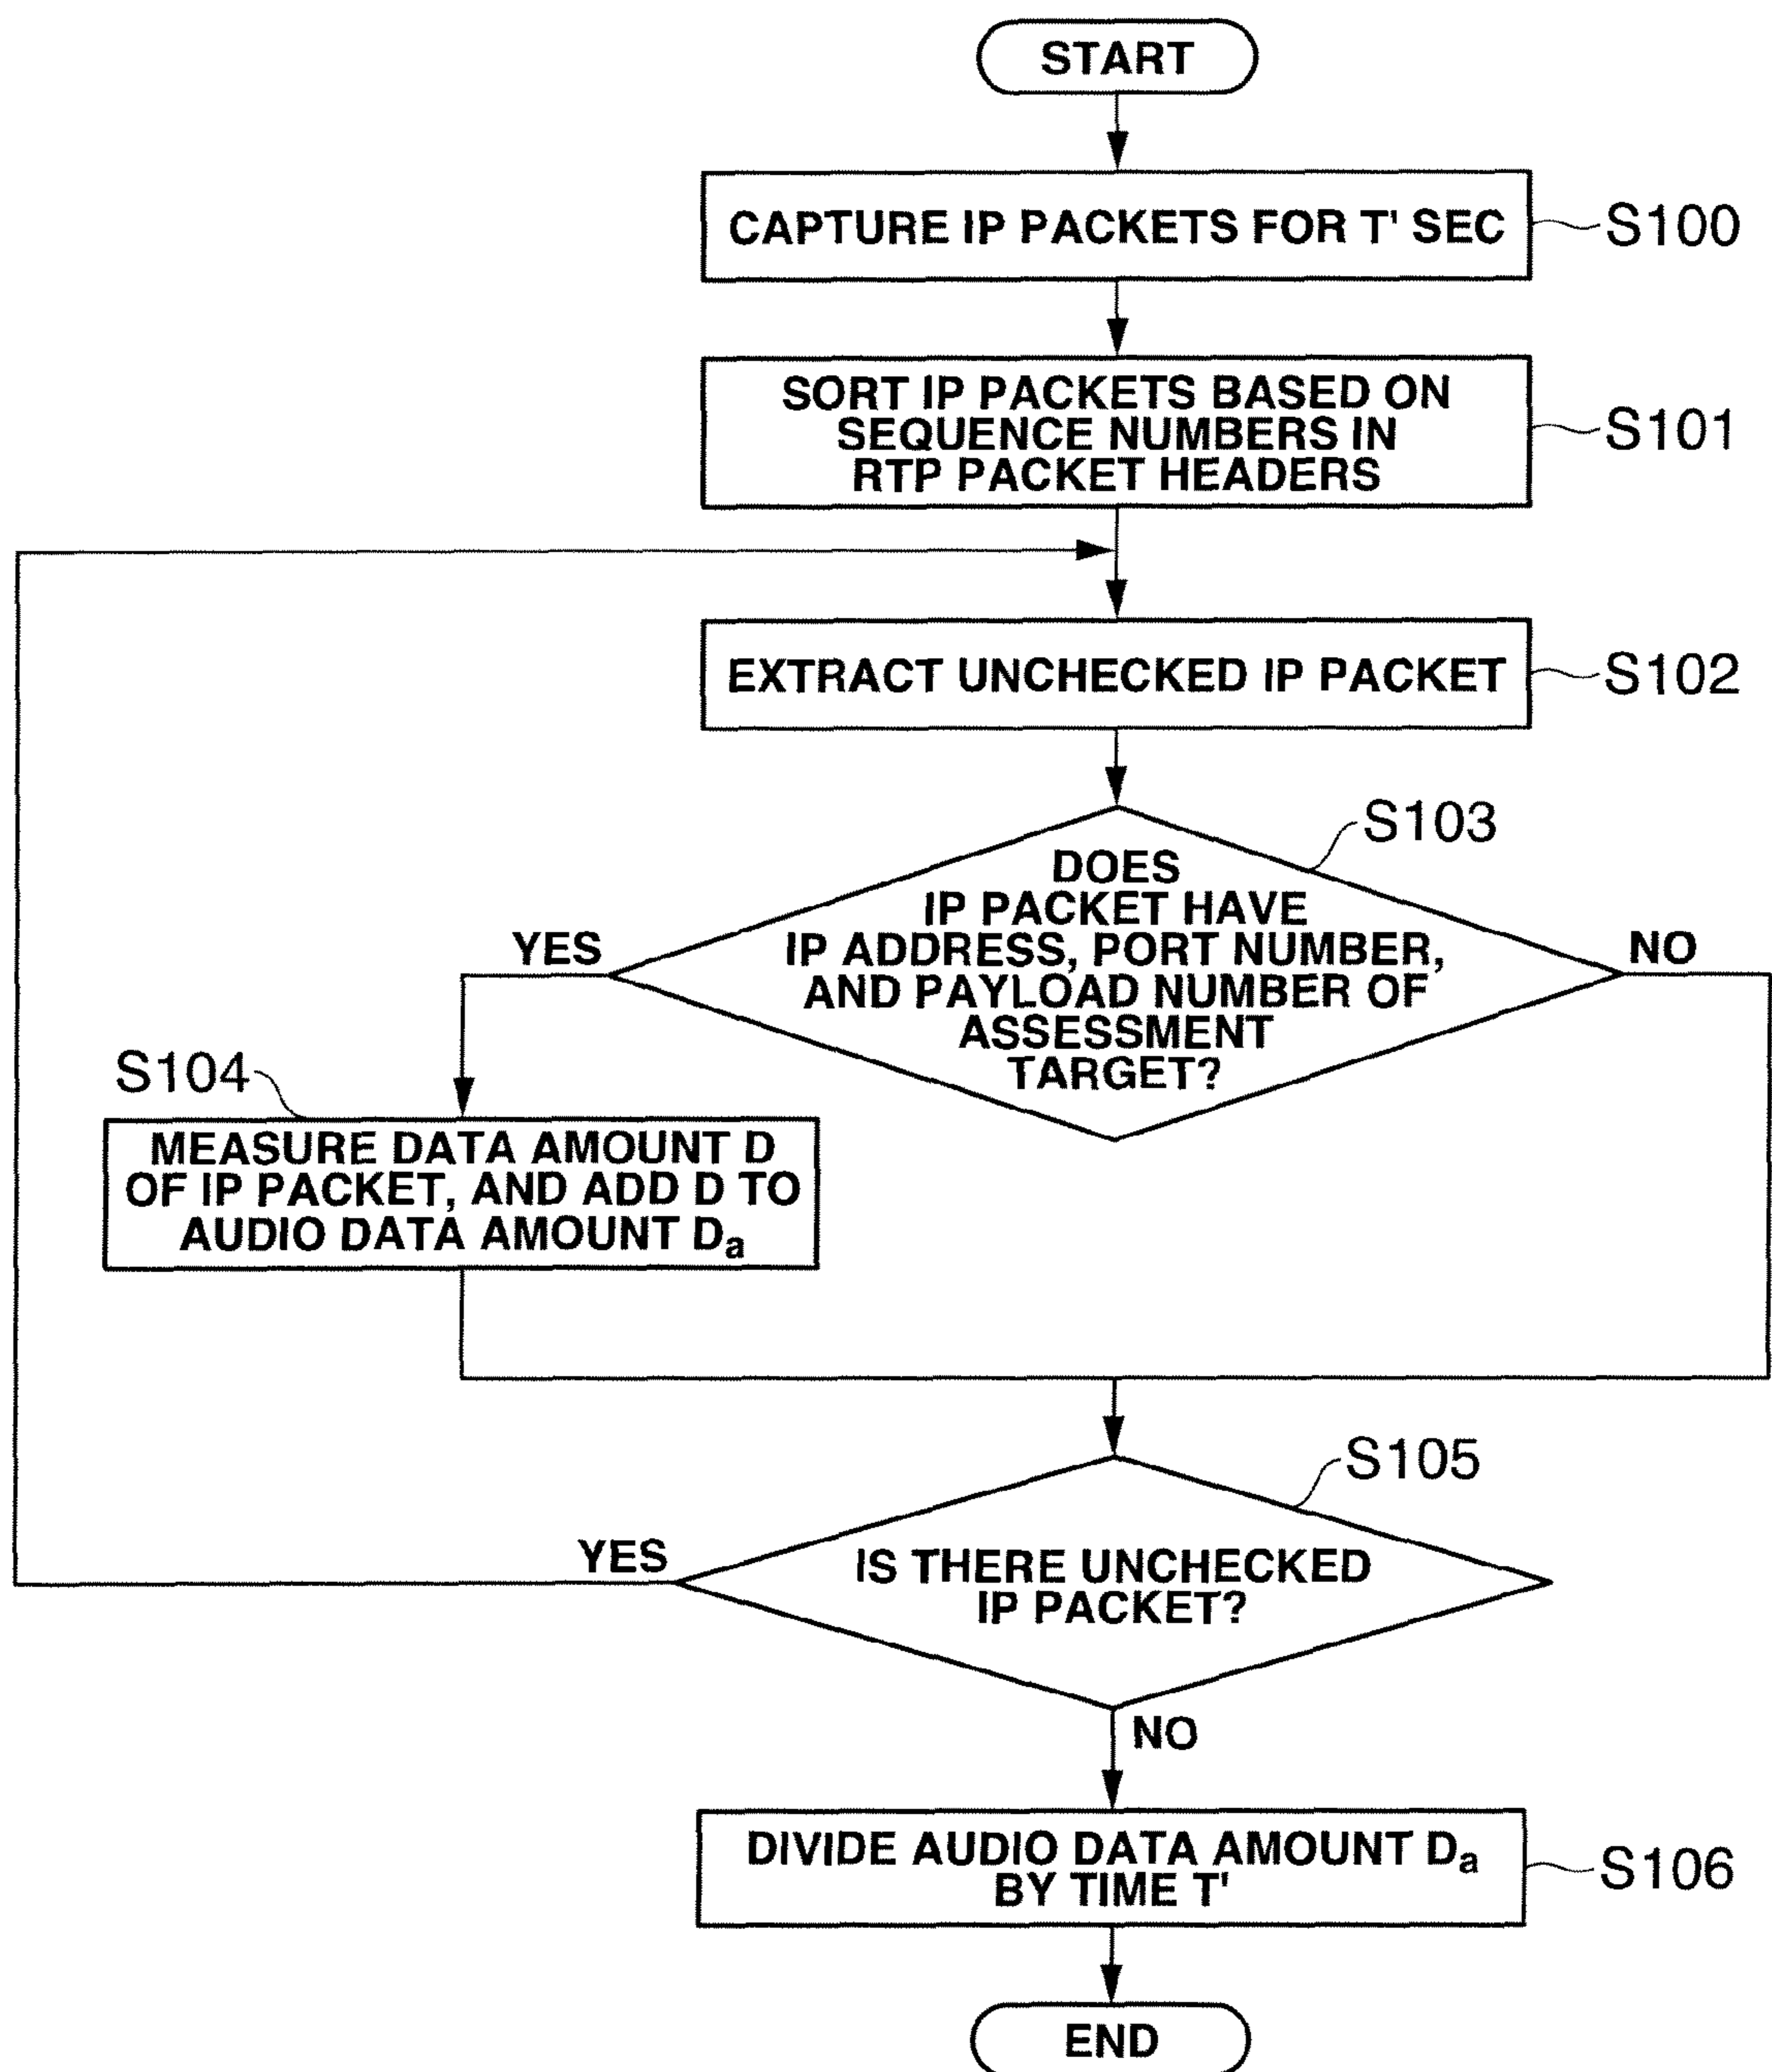 START
CAPTURE IP PACKETS FOR T' SEC
S100
SORT IP PACKETS BASED ON
SEQUENCE NUMBERS IN
RTP PACKET HEADERS
S101
EXTRACT UNCHECKED IP PACKET
S102
S103
DOES
IP PACKET HAVE
IP ADDRESS, PORT NUMBER,
AND PAYLOAD NUMBER OF
ASSESSMENT
TARGET?
YES
NO
S104
MEASURE DATA AMOUNT D
OF IP PACKET, AND ADD D TO
AUDIO DATA AMOUNT Da
S105
IS THERE UNCHECKED
IP PACKET?
YES
NO
DIVIDE AUDIO DATA AMOUNT Da
BY TIME T'
S106
END